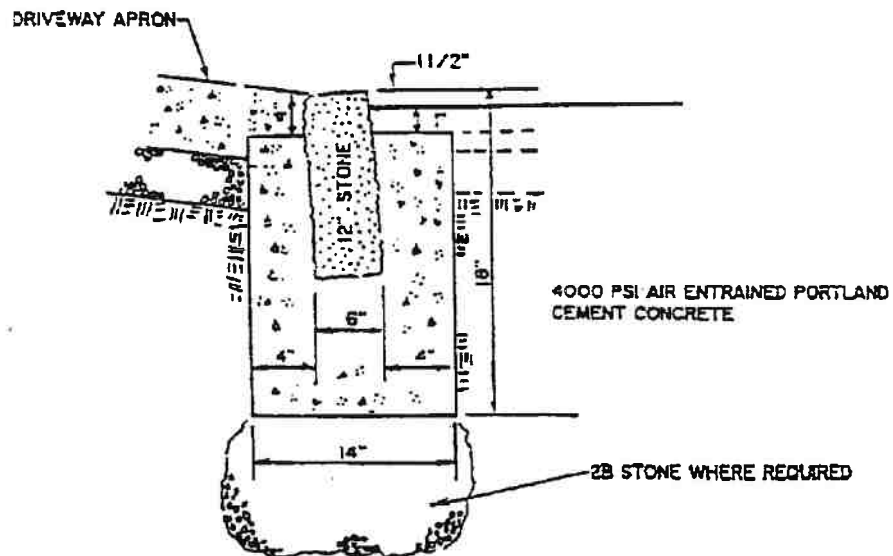 DRIVEWAY APRON
1 1/2"
4
12" STONE
18"
4000 PSI AIR ENTRAINED PORTLAND
CEMENT CONCRETE
6"
4"
4"
14"
2B STONE WHERE REQUIRED